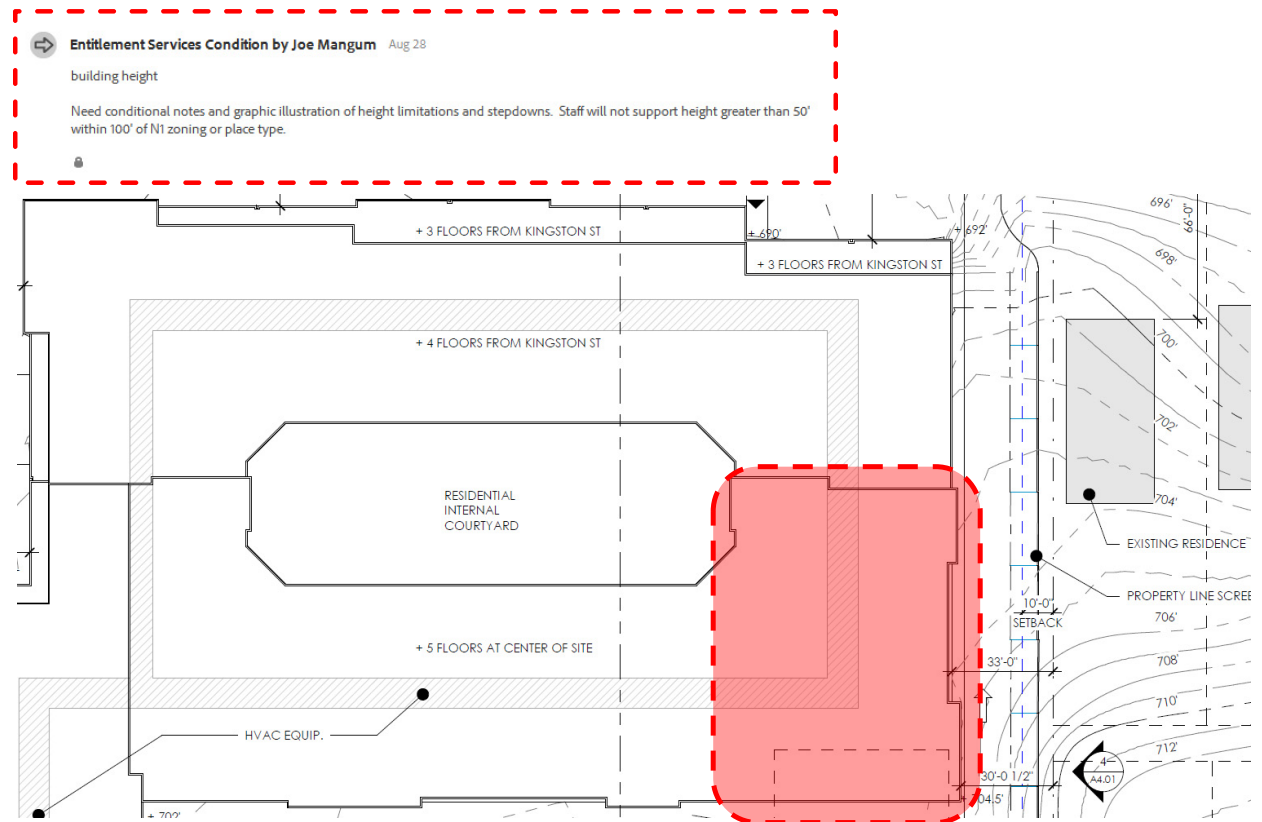 Entitlement Services Condition by Joe Mangum Aug 28
building height
Need conditional notes and graphic illustration of height limitations and stepdowns. Staff will not support height greater than 50'
within 100' of N1 zoning or place type.
+ 3 FLOORS FROM KINGSTON ST
+ 690'
+ 692'
696'
66'-0"
698'
+ 3 FLOORS FROM KINGSTON ST
+ 4 FLOORS FROM KINGSTON ST
700'
702'
RESIDENTIAL
INTERNAL
COURTYARD
704'
EXISTING RESIDENCE
PROPERTY LINE SCREE
10'-0"
SETBACK
706'
+ 5 FLOORS AT CENTER OF SITE
33'-0"
708'
710'
HVAC EQUIP.
712'
4
A4.01
30'-0 1/2"
+ 704.5'
+ 702'